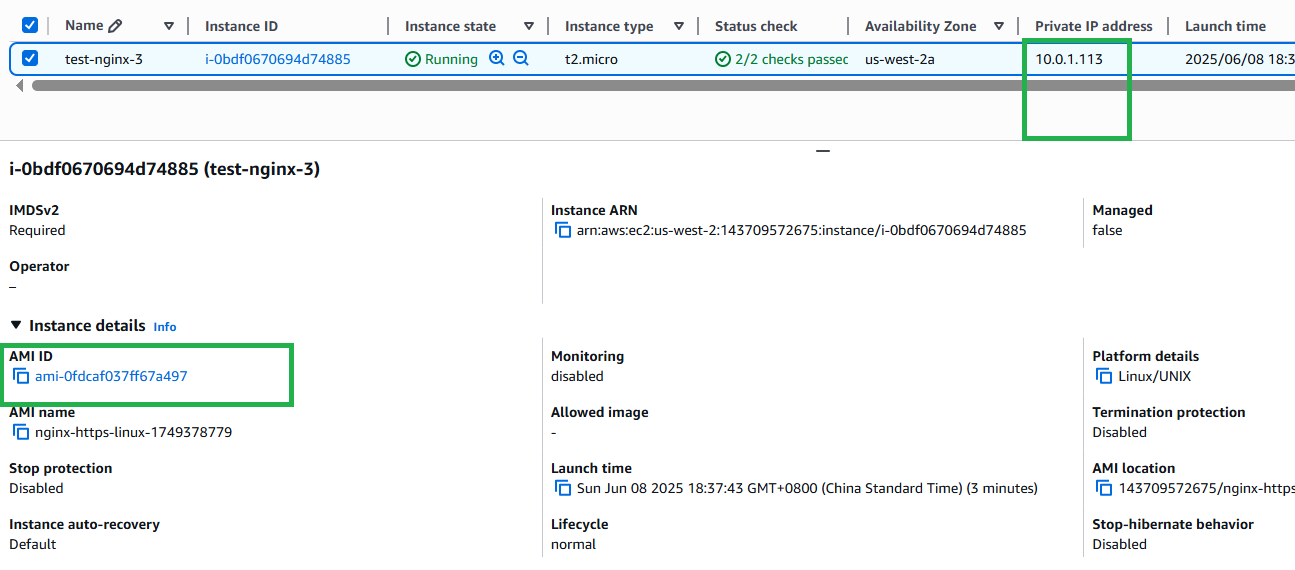 Name Instance ID Instance state Instance type Status check Availability Zone Private IP address Launch time
test-nginx-3 i-0bdf0670694d74885 Running t2.micro 2/2 checks passec us-west-2a 10.0.1.113 2025/06/08 18:3
i-0bdf0670694d74885 (test-nginx-3)
IMDSv2 Instance ARN Managed
Required arn:aws:ec2:us-west-2:143709572675:instance/i-0bdf0670694d74885 false
Operator
–
Instance details Info
AMI ID Monitoring Platform details
ami-0fdcaf037ff67a497 disabled Linux/UNIX
AMI name Allowed image Termination protection
nginx-https-linux-1749378779 - Disabled
Stop protection Launch time AMI location
Disabled Sun Jun 08 2025 18:37:43 GMT+0800 (China Standard Time) (3 minutes) 143709572675/nginx-https
Instance auto-recovery Lifecycle Stop-hibernate behavior
Default normal Disabled